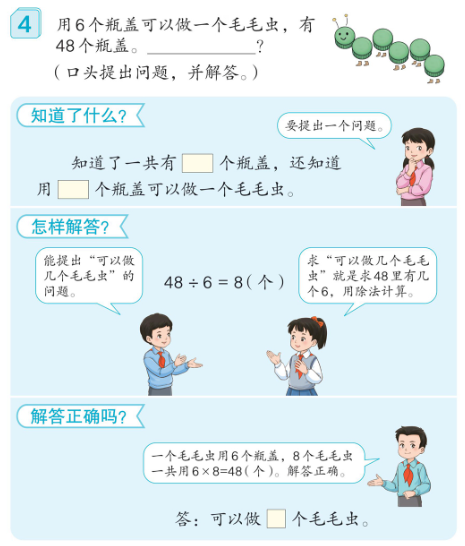 4
用6个瓶盖可以做一个毛毛虫，有
48个瓶盖。____________？
（口头提出问题，并解答。）
知道了什么？
要提出一个问题。
知道了一共有 个瓶盖，还知道
用 个瓶盖可以做一个毛毛虫。
怎样解答？
能提出“可以做
几个毛毛虫”的
问题。
48÷6=8（个）
求“可以做几个毛毛
虫”就是求48里有几
个6，用除法计算。
解答正确吗？
一个毛毛虫用6个瓶盖，8个毛毛虫
一共用6×8=48（个）。解答正确。
答：可以做 个毛毛虫。